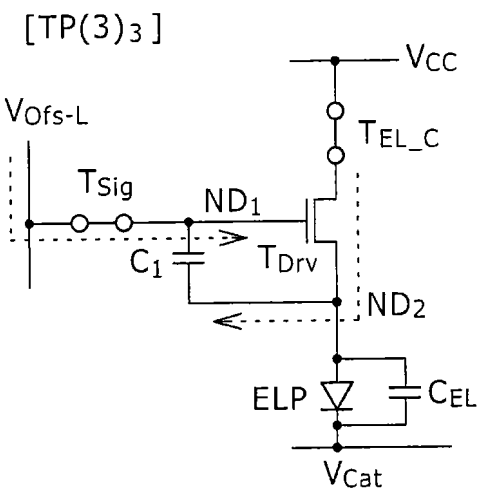 [TP(3)3]
VCC
VOfs-L
TEL_C
TSig
ND1
C1
TDrv
ND2
ELP
CEL
VCat